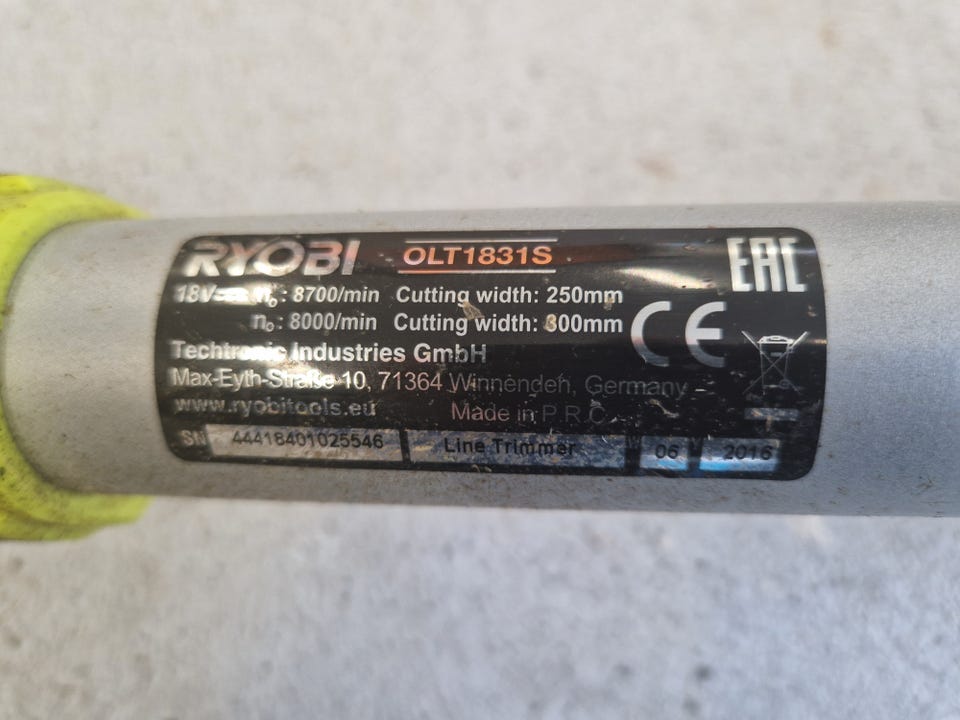 RYOBI OLT1831S EAC
18V n₀: 8700/min Cutting width: 250mm
n₀: 8000/min Cutting width: 300mm
CE
Techtronic Industries GmbH
Max-Eyth-Straße 10, 71364 Winnenden, Germany
www.ryobitools.eu Made in P.R.C.
SN 44418401025546 Line Trimmer W 06 Y 2016